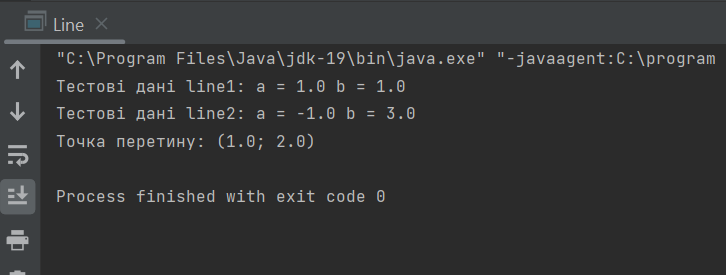 Line
"C:\Program Files\Java\jdk-19\bin\java.exe" "-javaagent:C:\program
Тестові дані line1: a = 1.0 b = 1.0
Тестові дані line2: a = -1.0 b = 3.0
Точка перетину: (1.0; 2.0)
Process finished with exit code 0